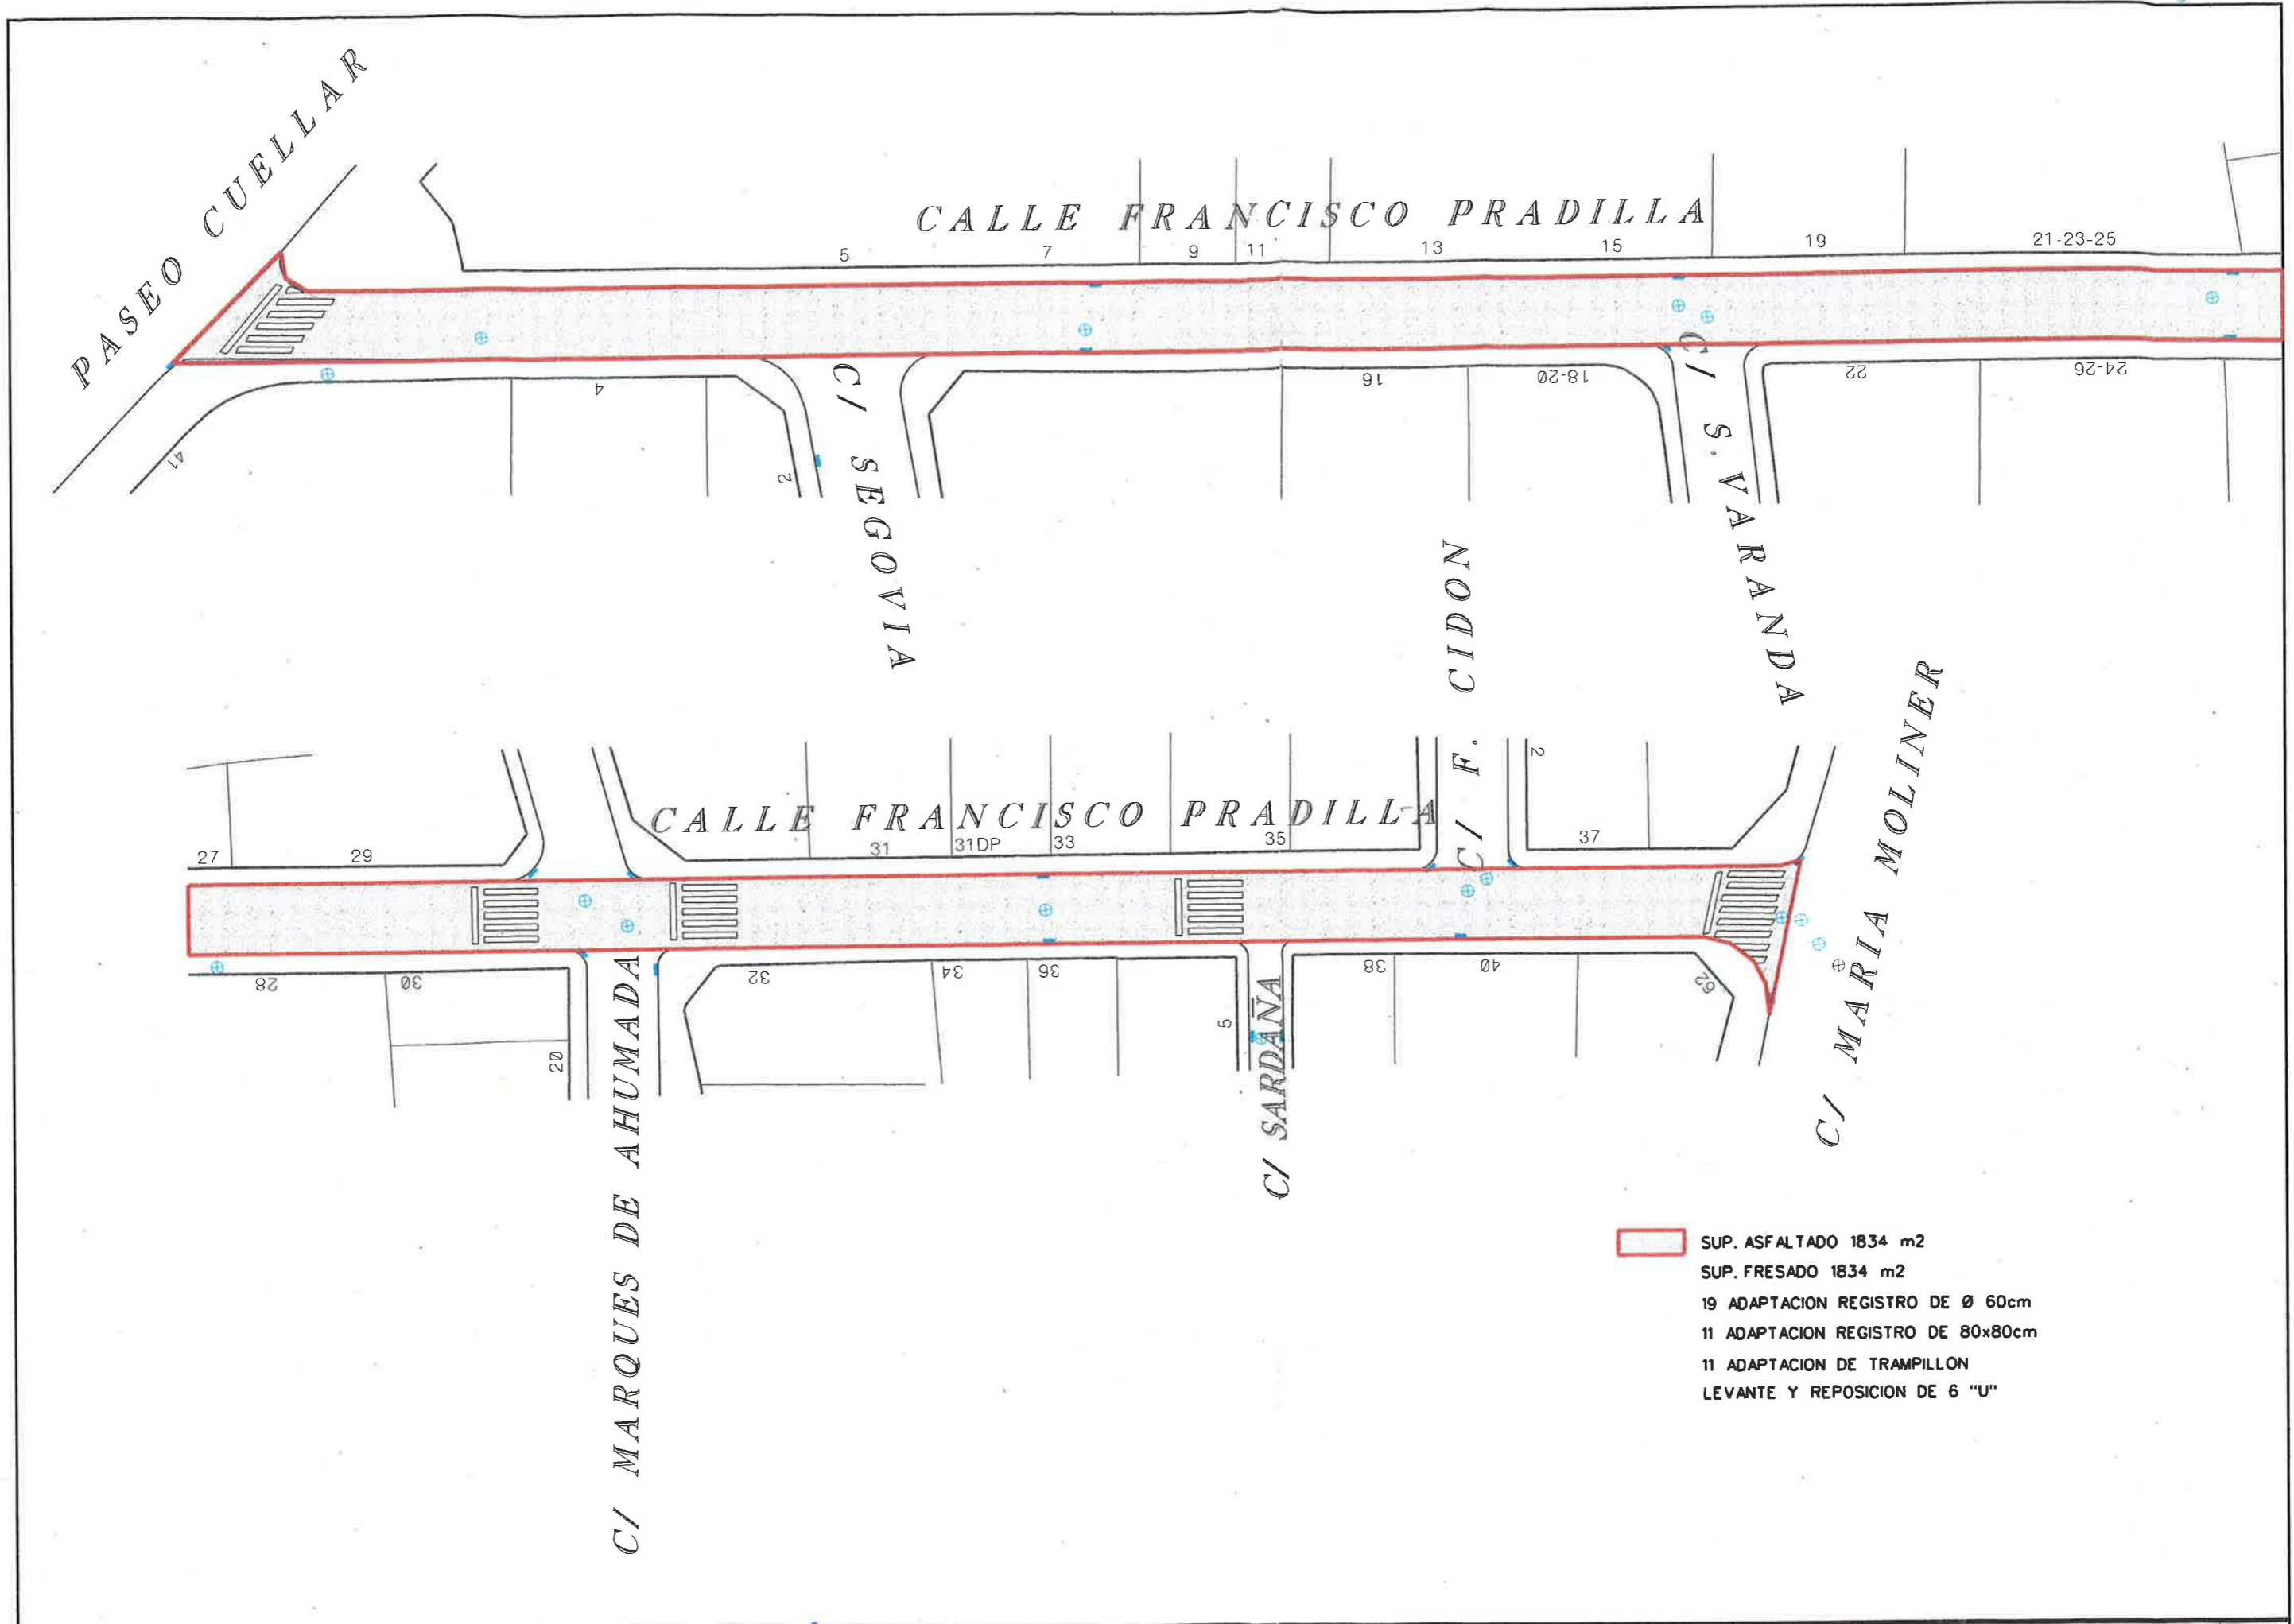 PASEO CUELLAR
CALLE FRANCISCO PRADILLA
5
7
9
11
13
15
19
21-23-25
41
4
2
C/ SEGOVIA
16
18-20
C/ S. VARANDA
22
24-26
CALLE FRANCISCO PRADILLA
27
29
31
31DP
33
35
C/ F. CIDON
2
37
C/ MARIA MOLINER
28
30
20
C/ MARQUES DE AHUMADA
32
34
36
5
C/ SARDAÑA
38
40
62
SUP. ASFALTADO 1834 m2
SUP. FRESADO 1834 m2
19 ADAPTACION REGISTRO DE Ø 60cm
11 ADAPTACION REGISTRO DE 80x80cm
11 ADAPTACION DE TRAMPILLON
LEVANTE Y REPOSICION DE 6 "U"